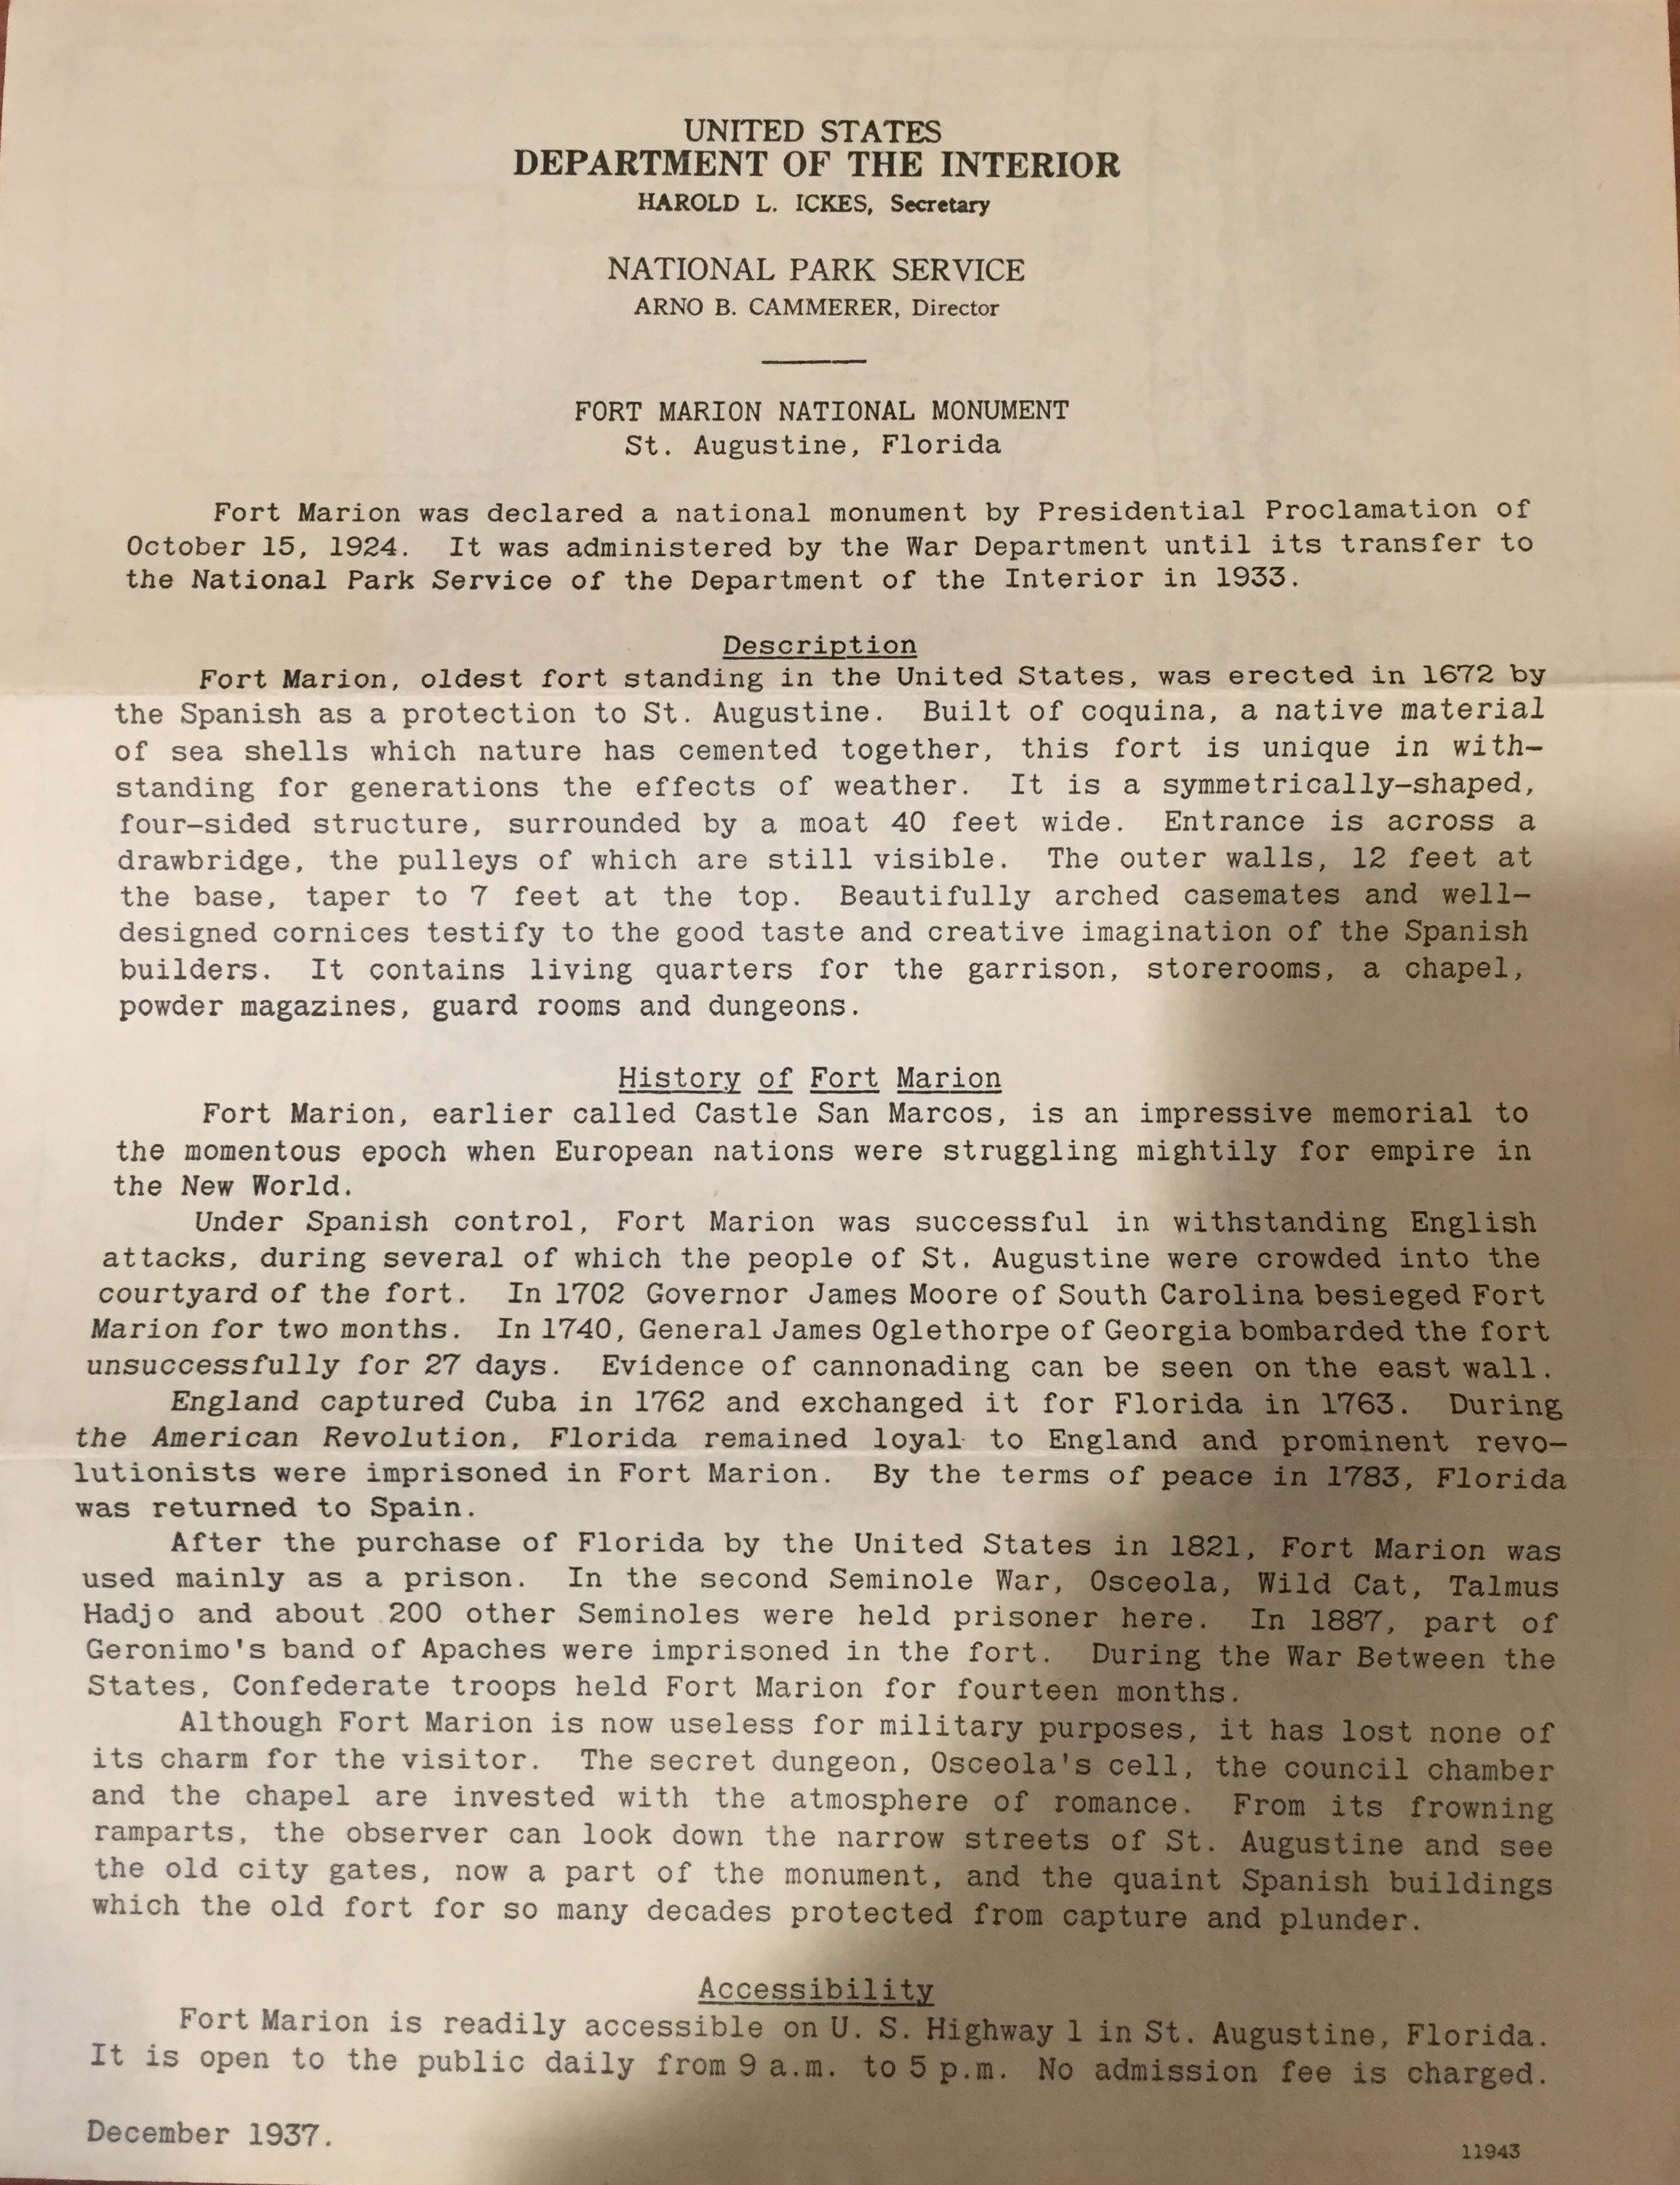 UNITED STATES
DEPARTMENT OF THE INTERIOR
HAROLD L. ICKES, Secretary
NATIONAL PARK SERVICE
ARNO B. CAMMERER, Director
FORT MARION NATIONAL MONUMENT
St. Augustine, Florida
Fort Marion was declared a national monument by Presidential Proclamation of
October 15, 1924. It was administered by the War Department until its transfer to
the National Park Service of the Department of the Interior in 1933.
Description
Fort Marion, oldest fort standing in the United States, was erected in 1672 by
the Spanish as a protection to St. Augustine. Built of coquina, a native material
of sea shells which nature has cemented together, this fort is unique in with-
standing for generations the effects of weather. It is a symmetrically-shaped,
four-sided structure, surrounded by a moat 40 feet wide. Entrance is across a
drawbridge, the pulleys of which are still visible. The outer walls, 12 feet at
the base, taper to 7 feet at the top. Beautifully arched casemates and well-
designed cornices testify to the good taste and creative imagination of the Spanish
builders. It contains living quarters for the garrison, storerooms, a chapel,
powder magazines, guard rooms and dungeons.
History of Fort Marion
Fort Marion, earlier called Castle San Marcos, is an impressive memorial to
the momentous epoch when European nations were struggling mightily for empire in
the New World.
Under Spanish control, Fort Marion was successful in withstanding English
attacks, during several of which the people of St. Augustine were crowded into the
courtyard of the fort. In 1702 Governor James Moore of South Carolina besieged Fort
Marion for two months. In 1740, General James Oglethorpe of Georgia bombarded the fort
unsuccessfully for 27 days. Evidence of cannonading can be seen on the east wall.
England captured Cuba in 1762 and exchanged it for Florida in 1763. During
the American Revolution, Florida remained loyal to England and prominent revo-
lutionists were imprisoned in Fort Marion. By the terms of peace in 1783, Florida
was returned to Spain.
After the purchase of Florida by the United States in 1821, Fort Marion was
used mainly as a prison. In the second Seminole War, Osceola, Wild Cat, Talmus
Hadjo and about 200 other Seminoles were held prisoner here. In 1887, part of
Geronimo's band of Apaches were imprisoned in the fort. During the War Between the
States, Confederate troops held Fort Marion for fourteen months.
Although Fort Marion is now useless for military purposes, it has lost none of
its charm for the visitor. The secret dungeon, Osceola's cell, the council chamber
and the chapel are invested with the atmosphere of romance. From its frowning
ramparts, the observer can look down the narrow streets of St. Augustine and see
the old city gates, now a part of the monument, and the quaint Spanish buildings
which the old fort for so many decades protected from capture and plunder.
Accessibility
Fort Marion is readily accessible on U. S. Highway 1 in St. Augustine, Florida.
It is open to the public daily from 9 a.m. to 5 p.m. No admission fee is charged.
December 1937.
11943